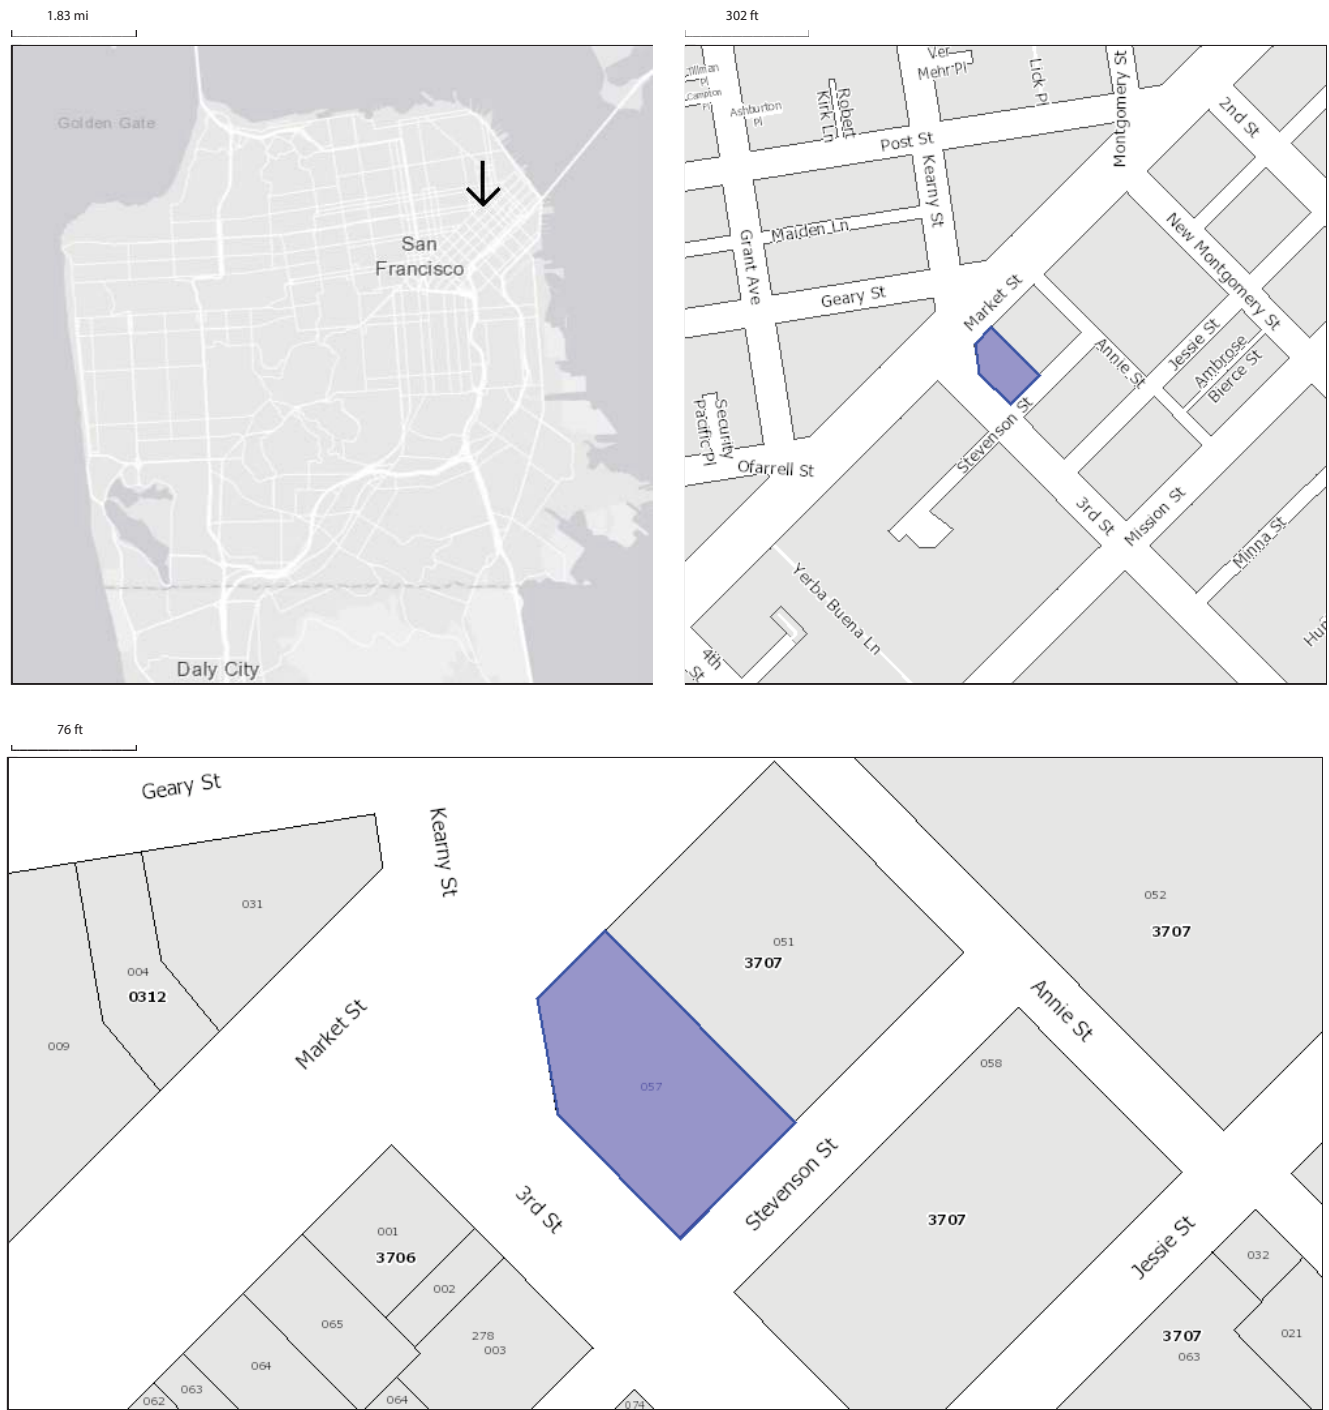 1.83 mi
302 ft
Golden Gate
San
Francisco
Daly City
Tillman
Pl
Campton
Pl
Ashburton
Pl
Robert
Kirk Ln
Ver
Mehr Pl
Lick Pl
Montgomery St
2nd St
Post St
Kearny St
Maiden Ln
Grant Ave
Geary St
Market St
New Montgomery St
Annie St
Jessie St
Ambrose
Bierce St
Security
Pacific Pl
Ofarrell St
Stevenson St
3rd St
Mission St
Minna St
Yerba Buena Ln
4th
St
76 ft
Geary St
Kearny St
031
004
0312
009
Market St
051
3707
052
3707
Annie St
057
058
3rd St
Stevenson St
3707
Jessie St
001
3706
002
065
278
003
064
063
062
064
074
032
021
3707
063